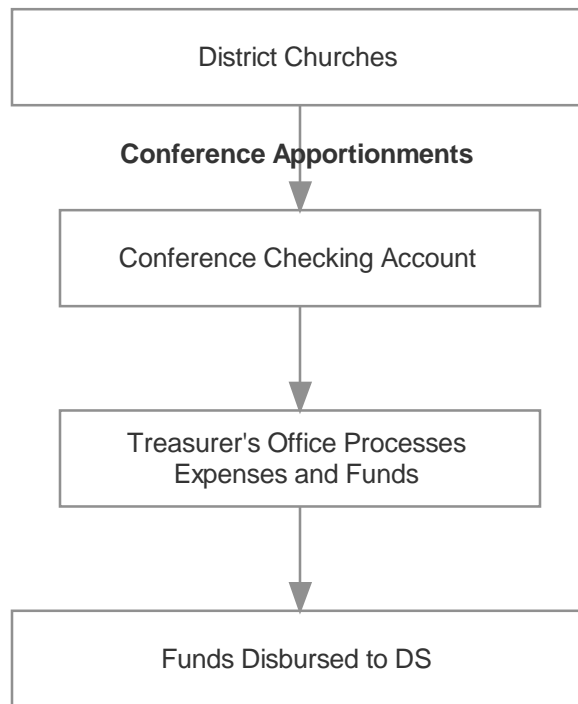 District Churches
Conference Apportionments
Conference Checking Account
Treasurer's Office Processes
Expenses and Funds
Funds Disbursed to DS